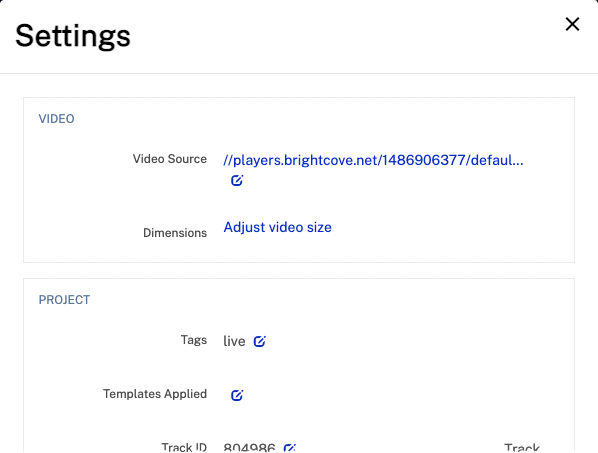 Settings
VIDEO
Video Source //players.brightcove.net/1486906377/defaul...
Dimensions Adjust video size
PROJECT
Tags live
Templates Applied
Track ID 804986 Track